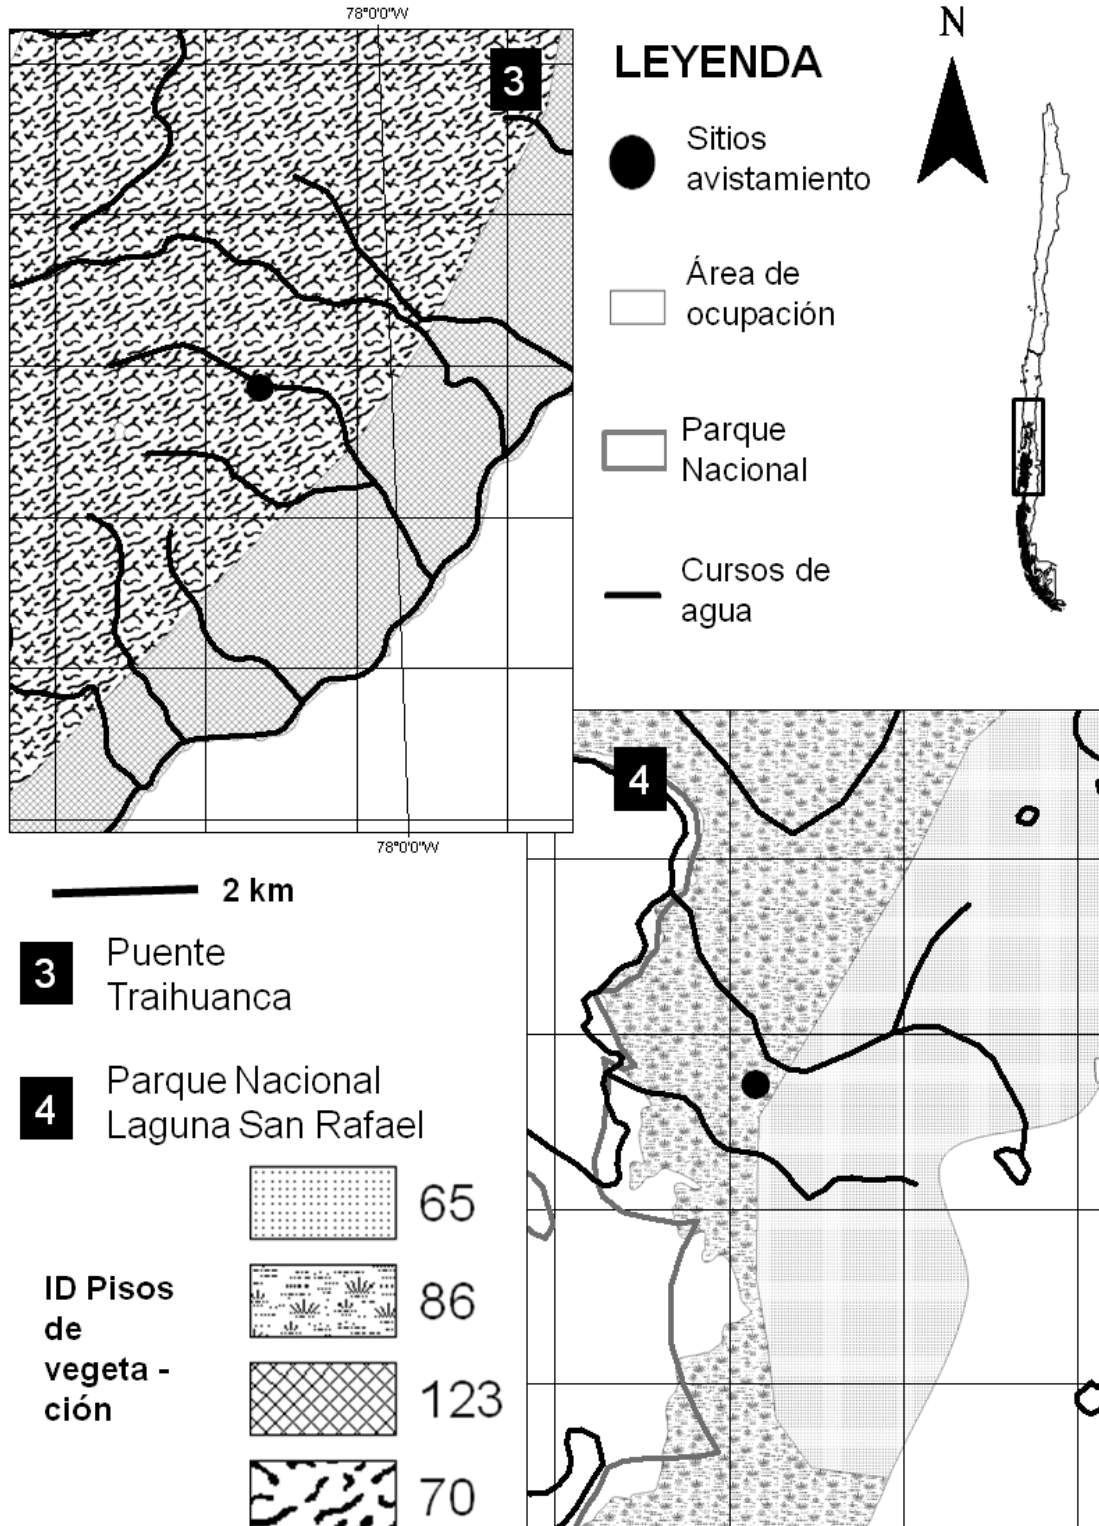 78°0'0"W
3
LEYENDA
N
Sitios
avistamiento
Área de
ocupación
Parque
Nacional
Cursos de
agua
4
78°0'0"W
2 km
3
Puente
Traihuanca
4
Parque Nacional
Laguna San Rafael
ID Pisos
de
vegeta -
ción
65
86
123
70